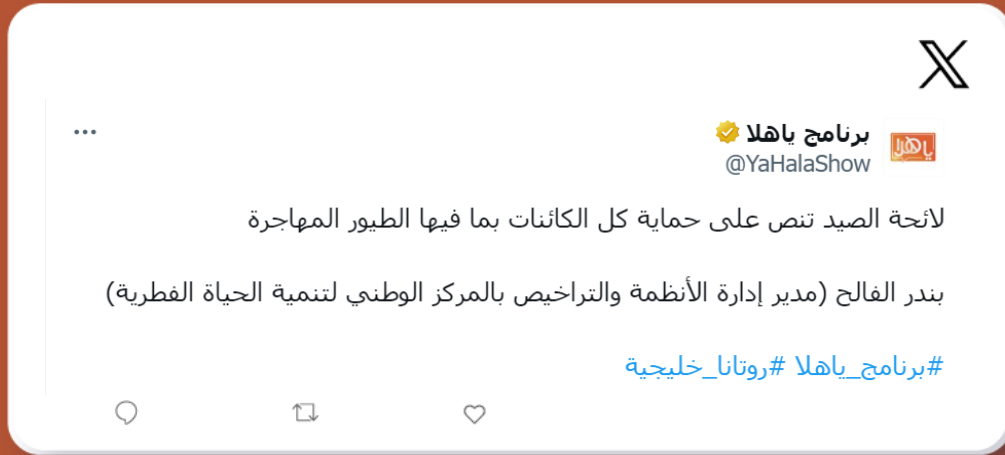 برنامج ياهلا
@YaHalaShow
ياهلا
لائحة الصيد تنص على حماية كل الكائنات بما فيها الطيور المهاجرة
بندر الفالح (مدير إدارة الأنظمة والتراخيص بالمركز الوطني لتنمية الحياة الفطرية)
#برنامج_ياهلا #روتانا_خليجية